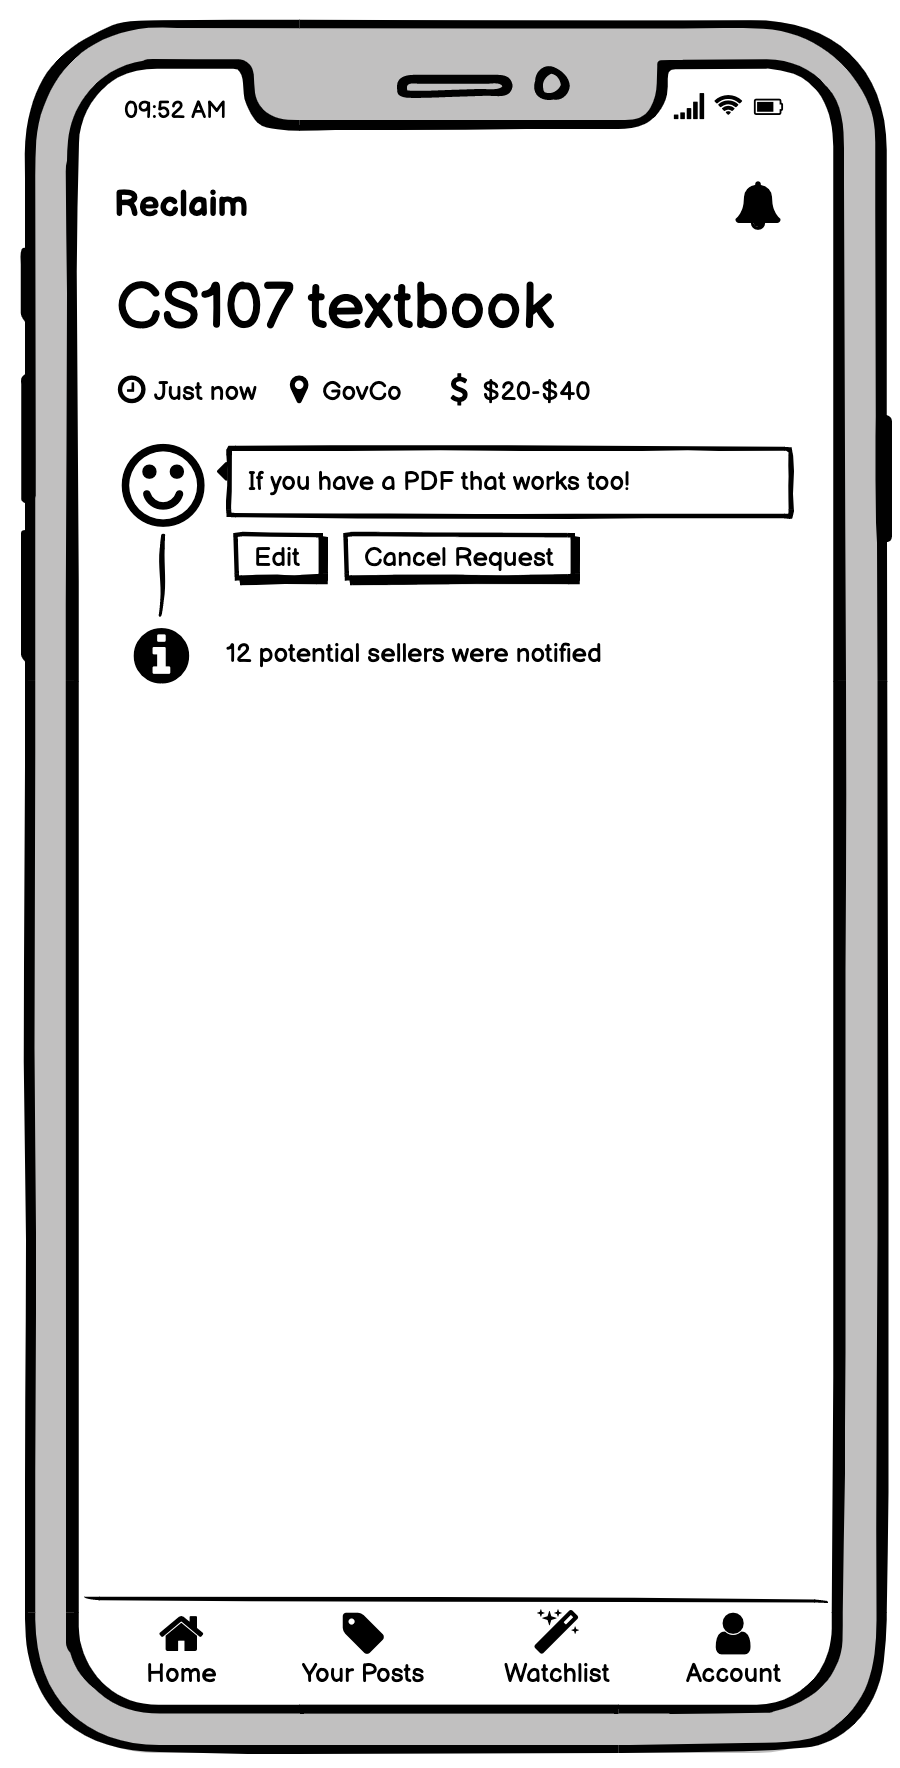 09:52 AM
Reclaim
CS107 textbook
Just now GovCo $ $20-$40
If you have a PDF that works too!
Edit Cancel Request
12 potential sellers were notified
Home Your Posts Watchlist Account